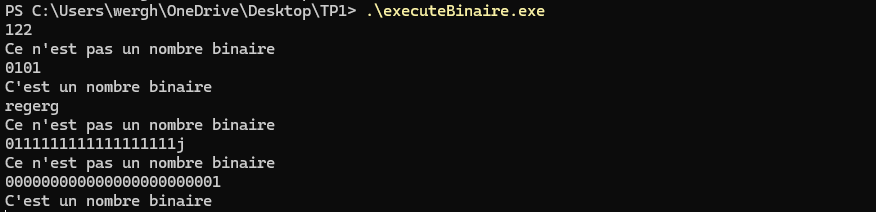 PS C:\Users\wergh\OneDrive\Desktop\TP1> .\executeBinaire.exe
122
Ce n'est pas un nombre binaire
0101
C'est un nombre binaire
regerg
Ce n'est pas un nombre binaire
0111111111111111111j
Ce n'est pas un nombre binaire
000000000000000000000001
C'est un nombre binaire